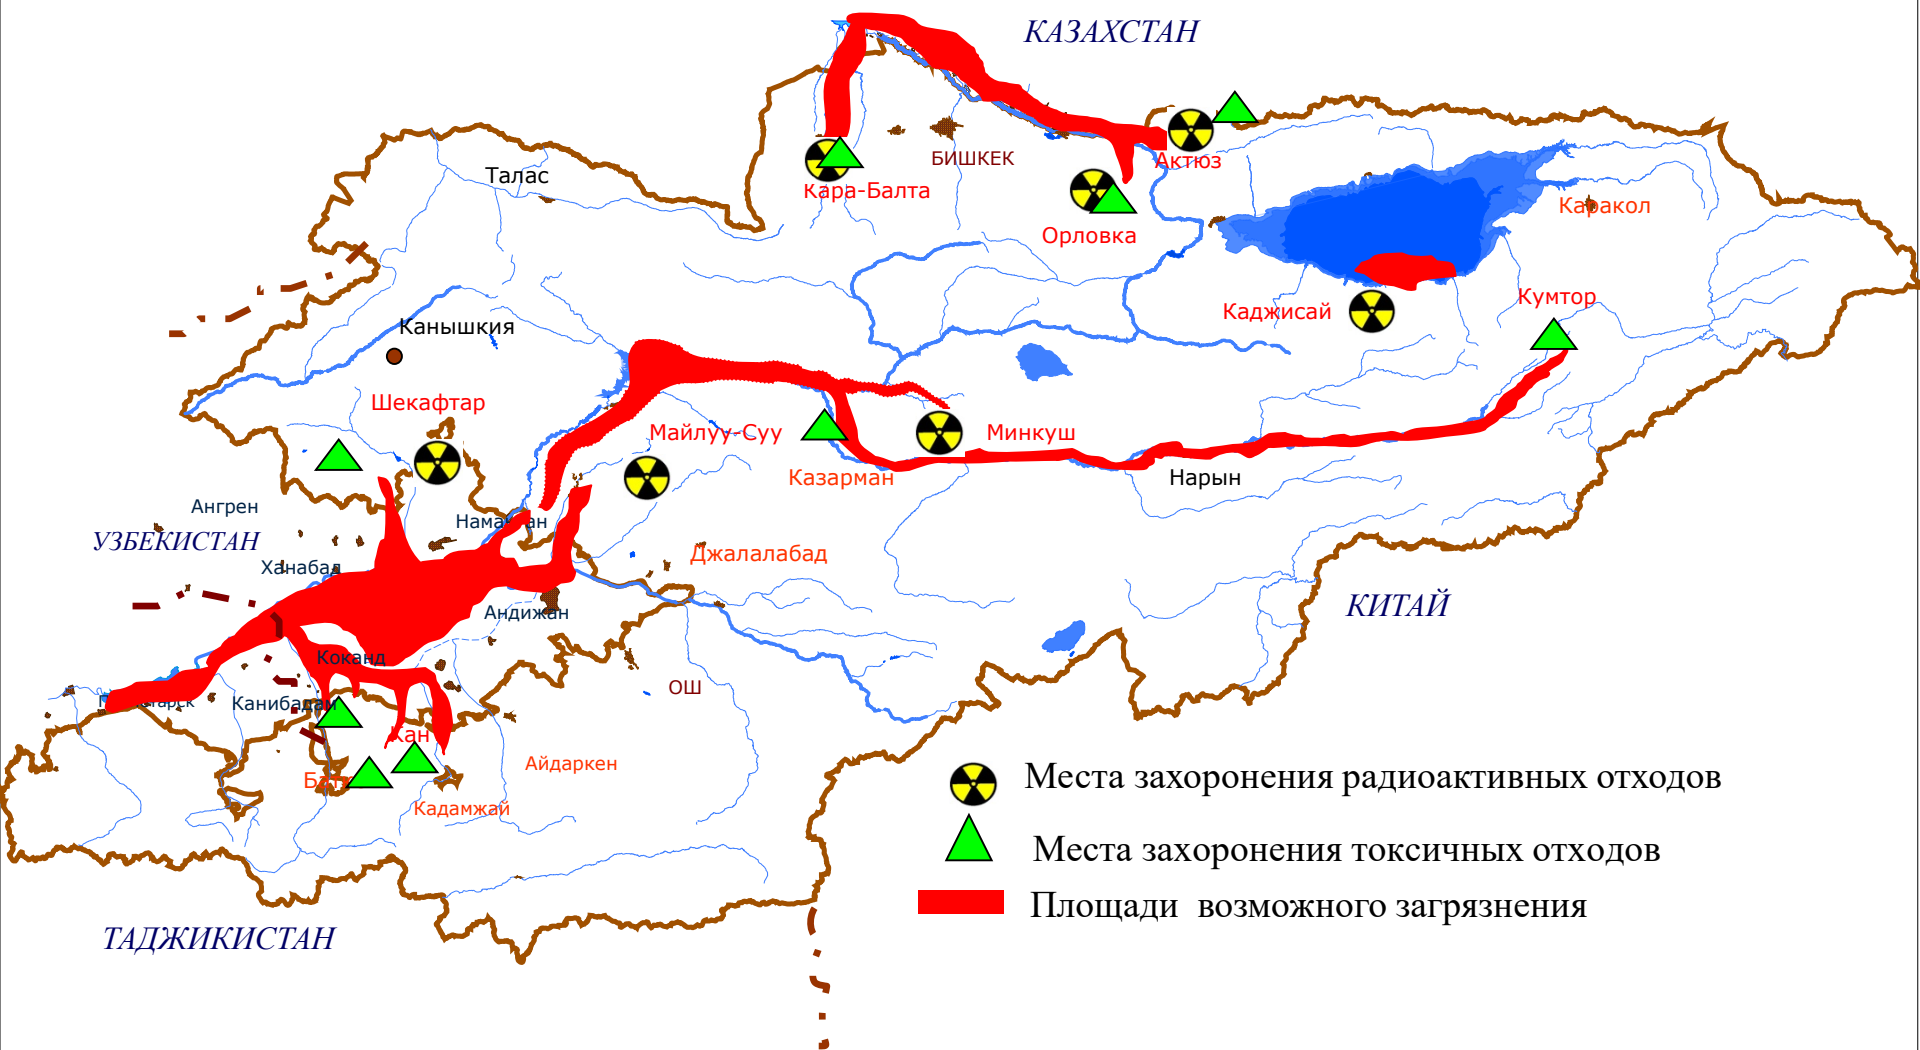 КАЗАХСТАН
БИШКЕК
Актюз
Талас
Кара-Балта
Каракол
Орловка
Кумтор
Каджисай
Канышкия
Шекафтар
Майлуу-Суу
Минкуш
Казарман
Нарын
Ангрен
УЗБЕКИСТАН
Джалалабад
Ханабад
Андижан
КИТАЙ
Коканд
ОШ
Канибадам
Кан
Айдаркен
Кадамжай
Места захоронения радиоактивных отходов
Места захоронения токсичных отходов
Площади возможного загрязнения
ТАДЖИКИСТАН